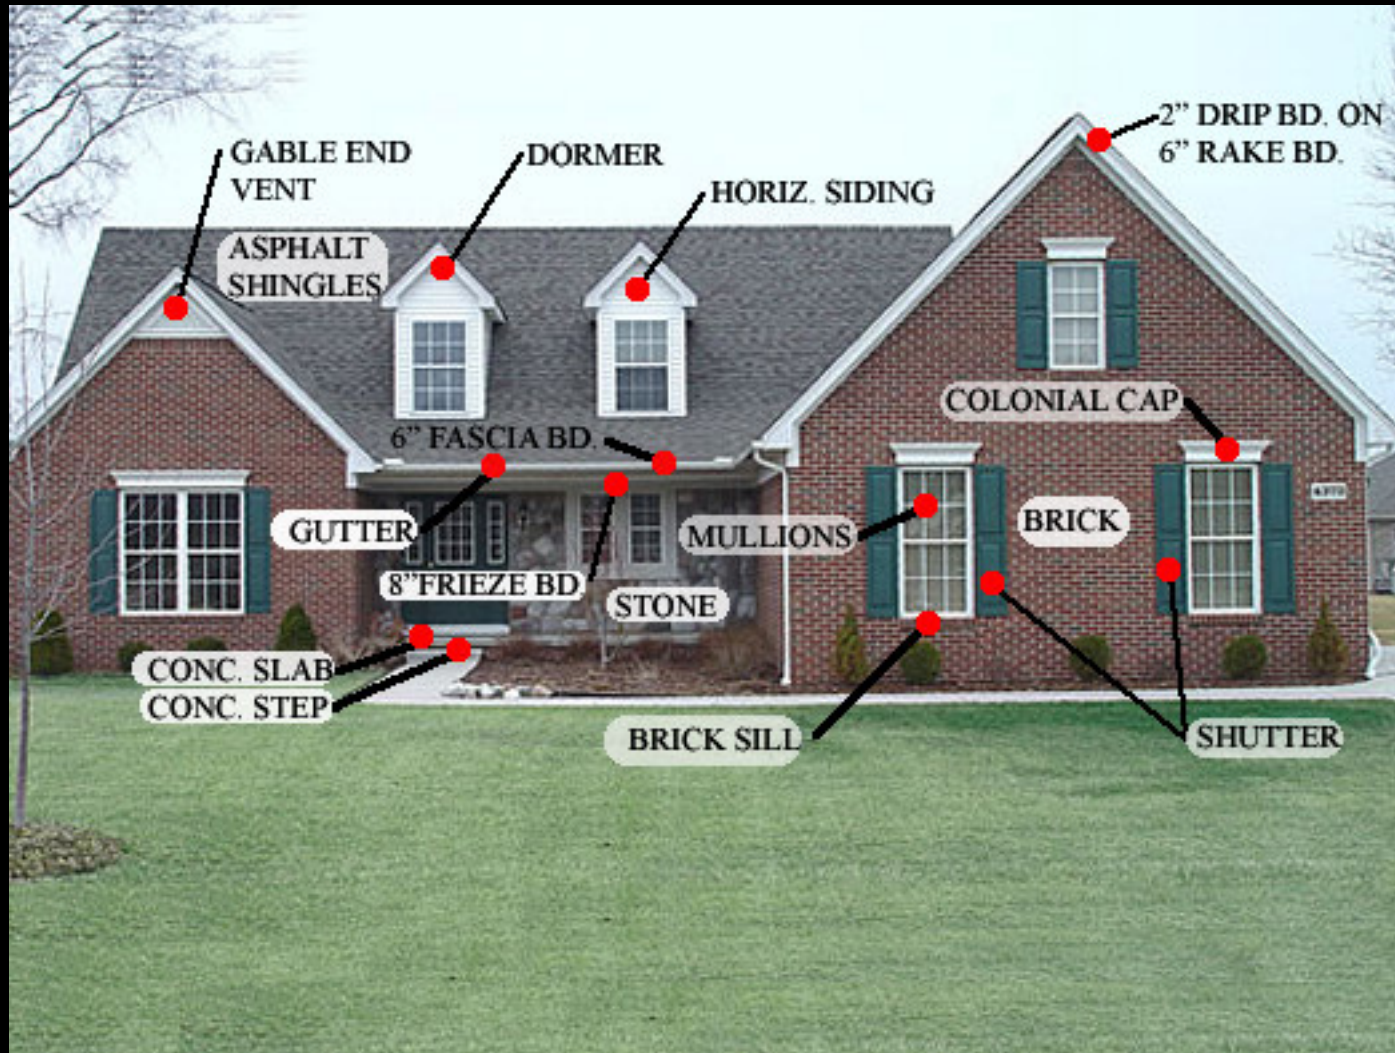 GABLE END
VENT
DORMER
HORIZ. SIDING
2” DRIP BD. ON
6” RAKE BD.
ASPHALT
SHINGLES
COLONIAL CAP
6” FASCIA BD.
GUTTER
MULLIONS
BRICK
8”FRIEZE BD
STONE
CONC. SLAB
CONC. STEP
BRICK SILL
SHUTTER